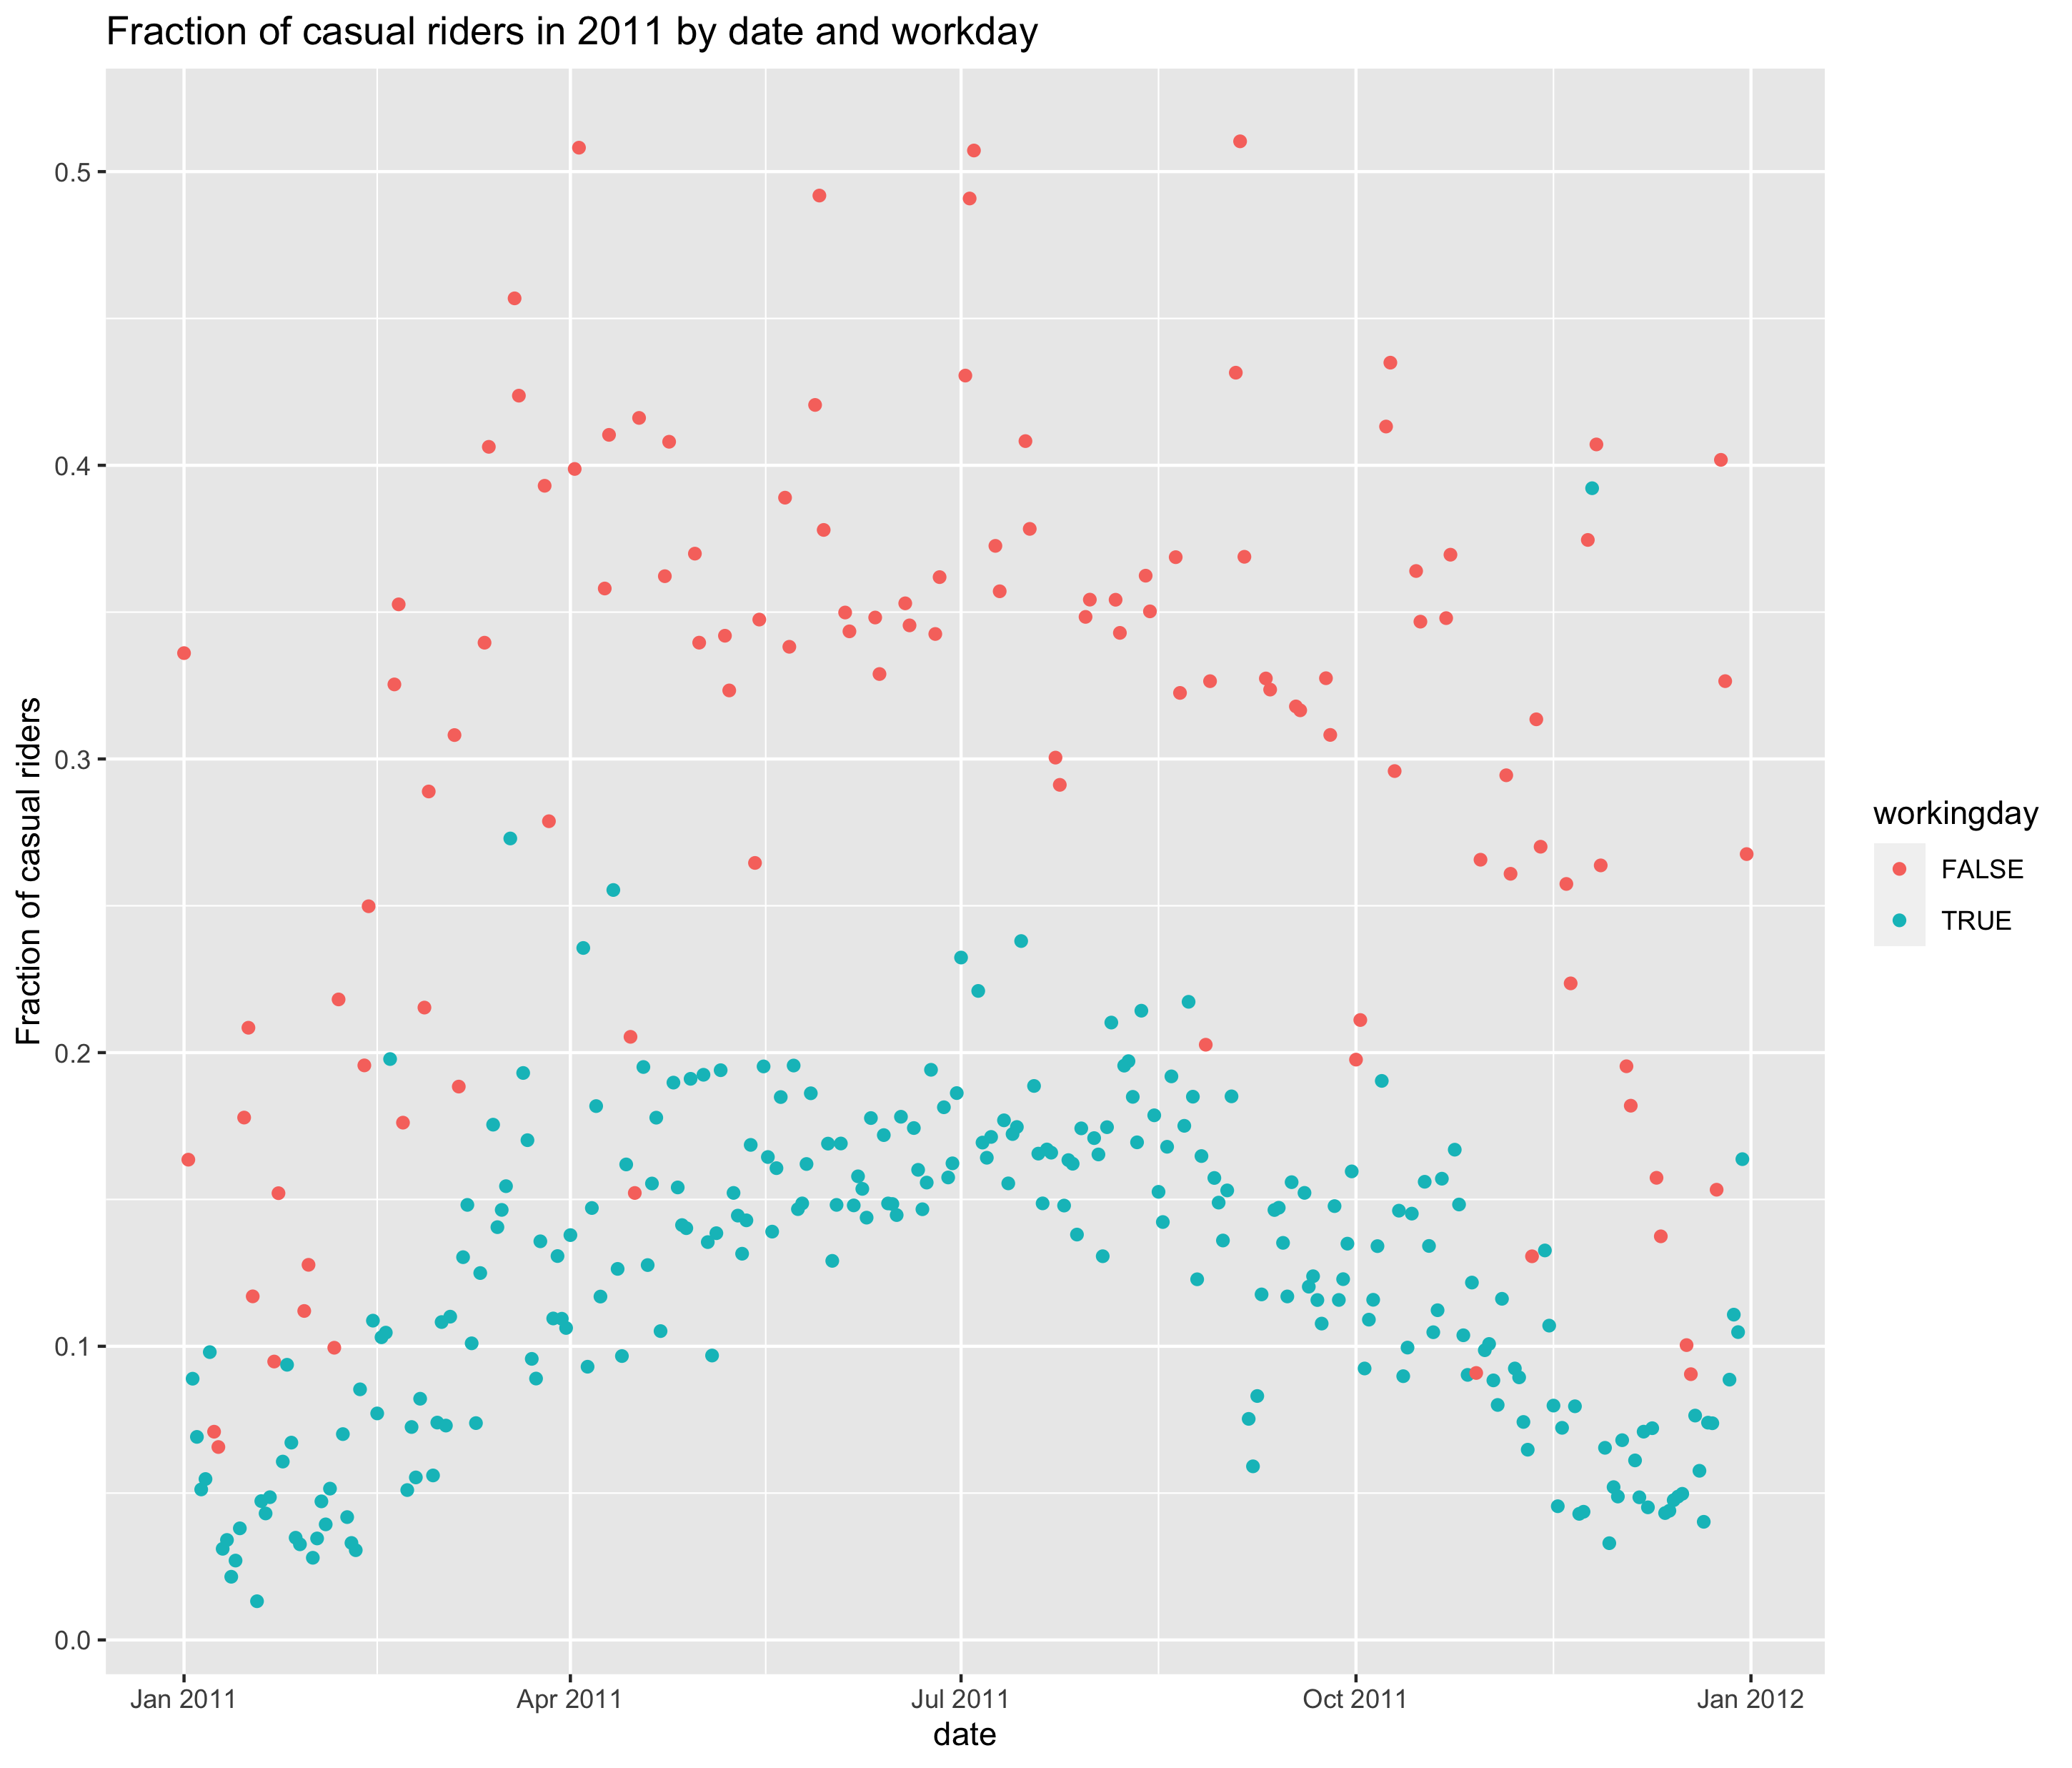 Fraction of casual riders in 2011 by date and workday
Fraction of casual riders
0.5
0.4
0.3
0.2
0.1
0.0
Jan 2011
Apr 2011
Jul 2011
Oct 2011
Jan 2012
date
workingday
FALSE
TRUE